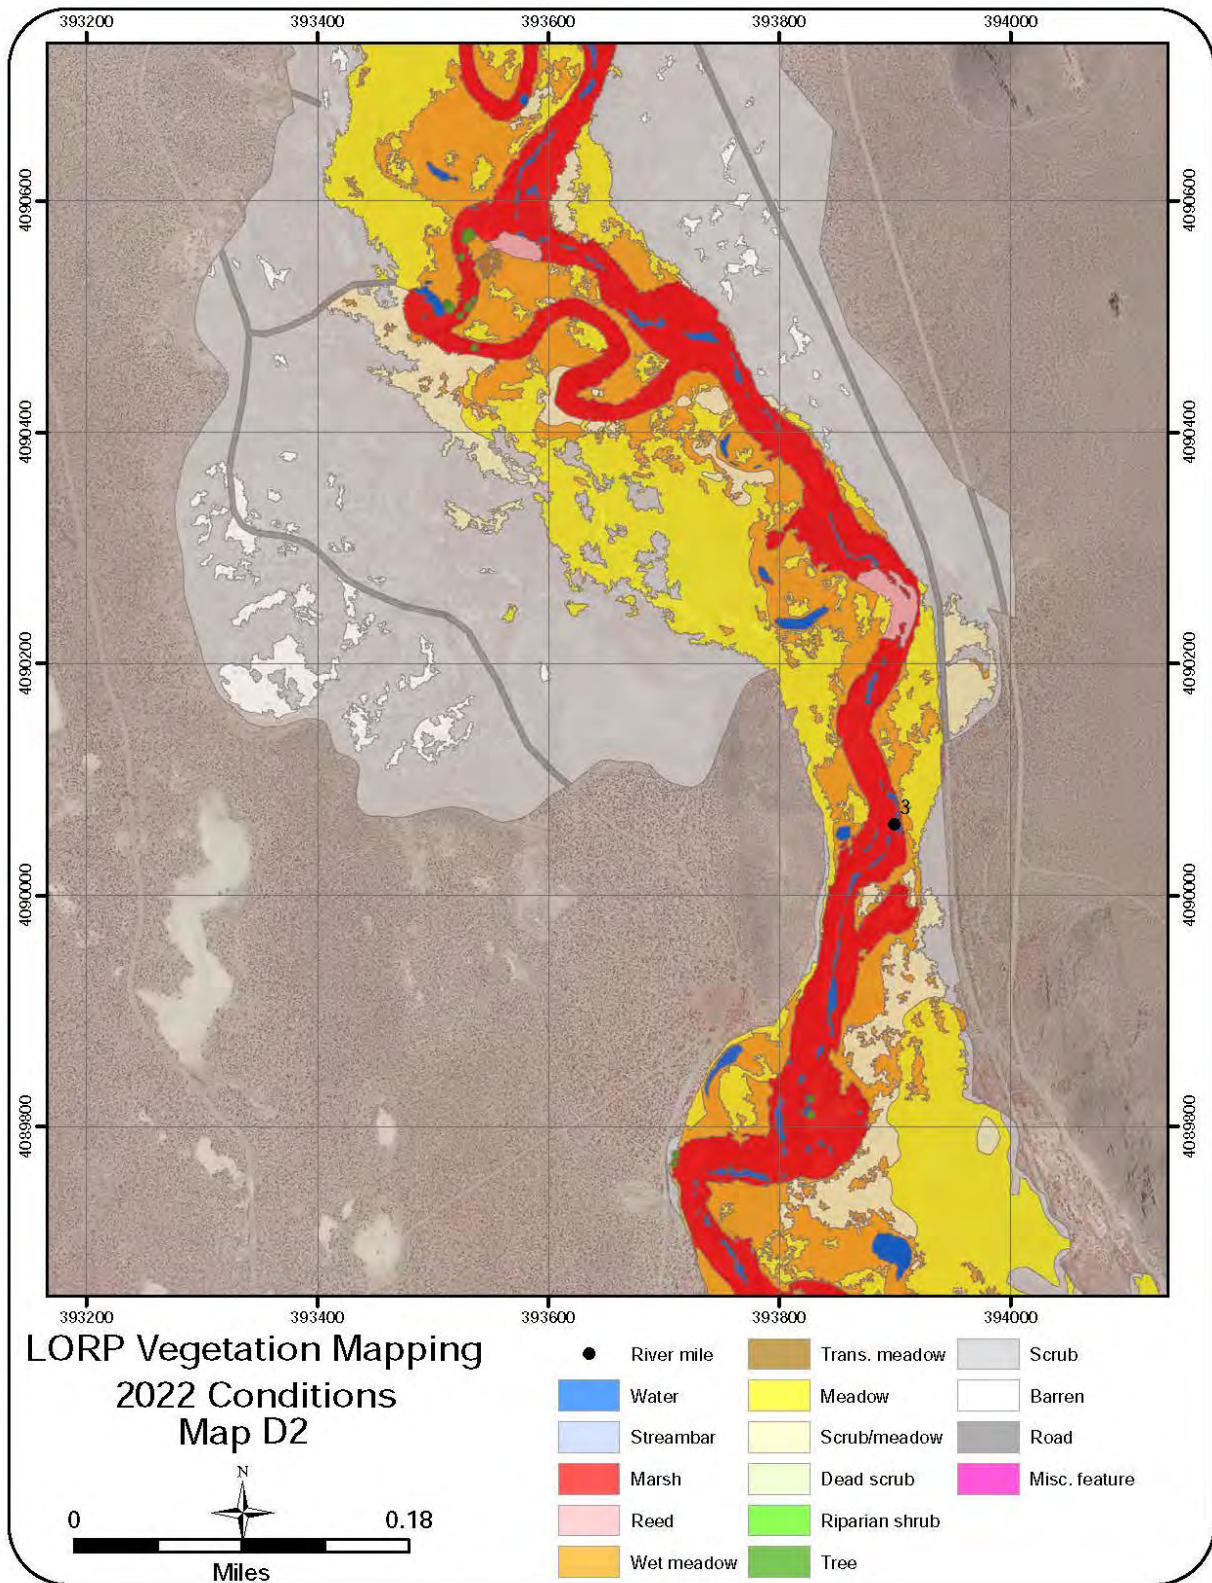 393200 393400 393600 393800 394000
4090600 4090600
4090400 4090400
4090200 4090200
3
4090000 4090000
4089800 4089800
393200 393400 393600 393800 394000
LORP Vegetation Mapping
2022 Conditions
Map D2
N
0 0.18
Miles
River mile
Water
Streambar
Marsh
Reed
Wet meadow
Trans. meadow
Meadow
Scrub/meadow
Dead scrub
Riparian shrub
Tree
Scrub
Barren
Road
Misc. feature